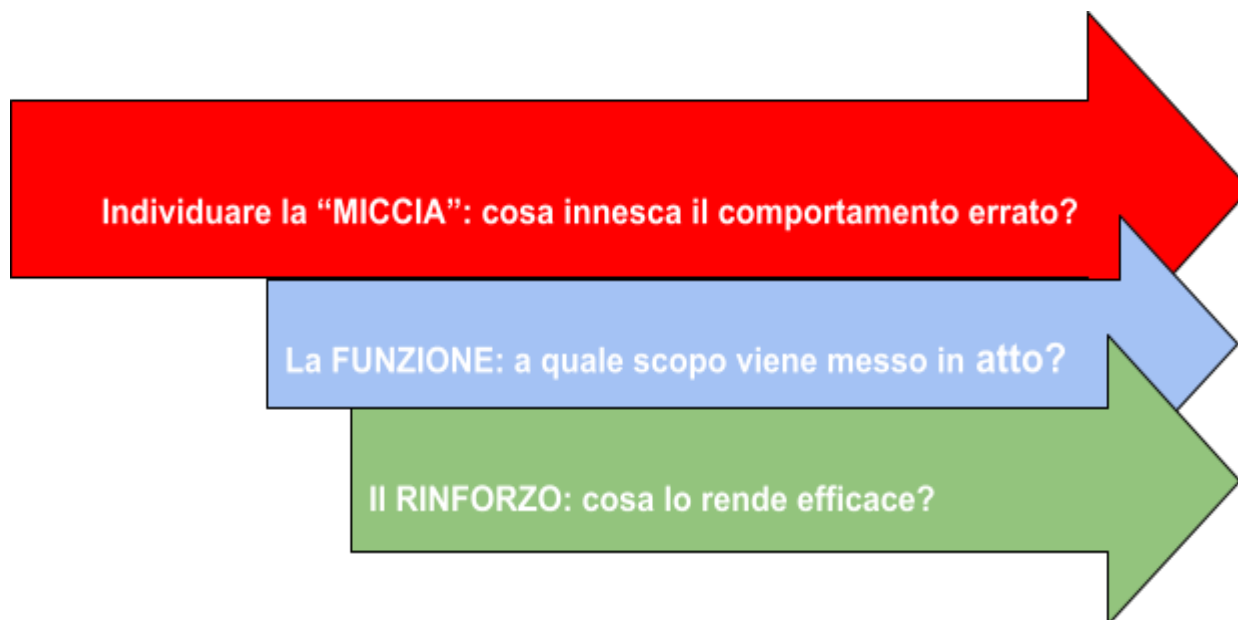 Individuare la “MICCIA”: cosa innesca il comportamento errato?
La FUNZIONE: a quale scopo viene messo in atto?
Il RINFORZO: cosa lo rende efficace?